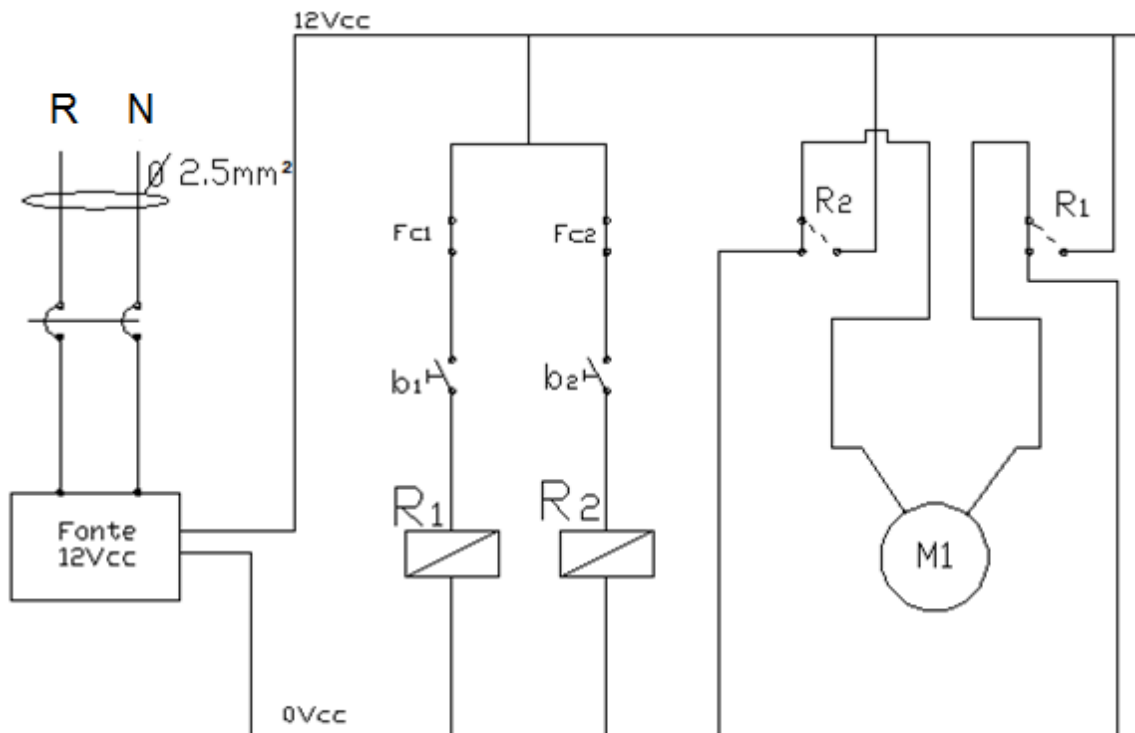 12Vcc
R N
Ø 2.5mm²
R2
R1
Fc1
Fc2
b1
b2
R1
R2
Fonte
12Vcc
M1
0Vcc